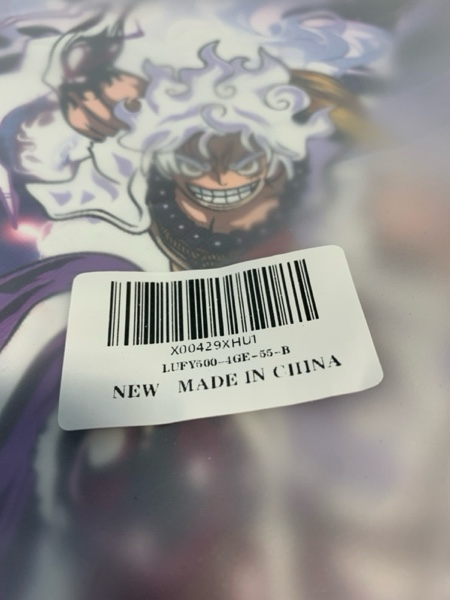 X00429XHU1
LUFY500-4GE-55-B
NEW MADE IN CHINA